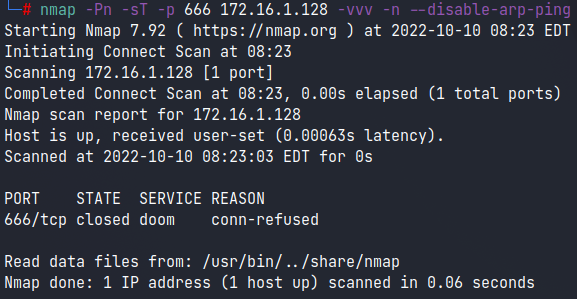 └─# nmap -Pn -sT -p 666 172.16.1.128 -vvv -n --disable-arp-ping
Starting Nmap 7.92 ( https://nmap.org ) at 2022-10-10 08:23 EDT
Initiating Connect Scan at 08:23
Scanning 172.16.1.128 [1 port]
Completed Connect Scan at 08:23, 0.00s elapsed (1 total ports)
Nmap scan report for 172.16.1.128
Host is up, received user-set (0.00063s latency).
Scanned at 2022-10-10 08:23:03 EDT for 0s

PORT    STATE  SERVICE REASON
666/tcp closed doom    conn-refused

Read data files from: /usr/bin/../share/nmap
Nmap done: 1 IP address (1 host up) scanned in 0.06 seconds